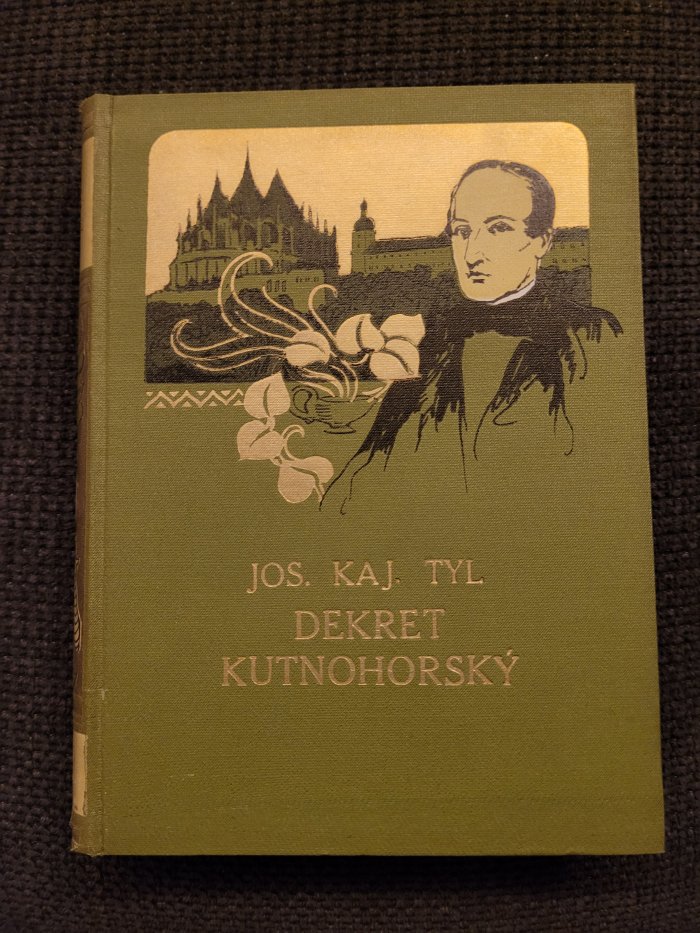 JOS. KAJ. TYL
DEKRET
KUTNOHORSKÝ